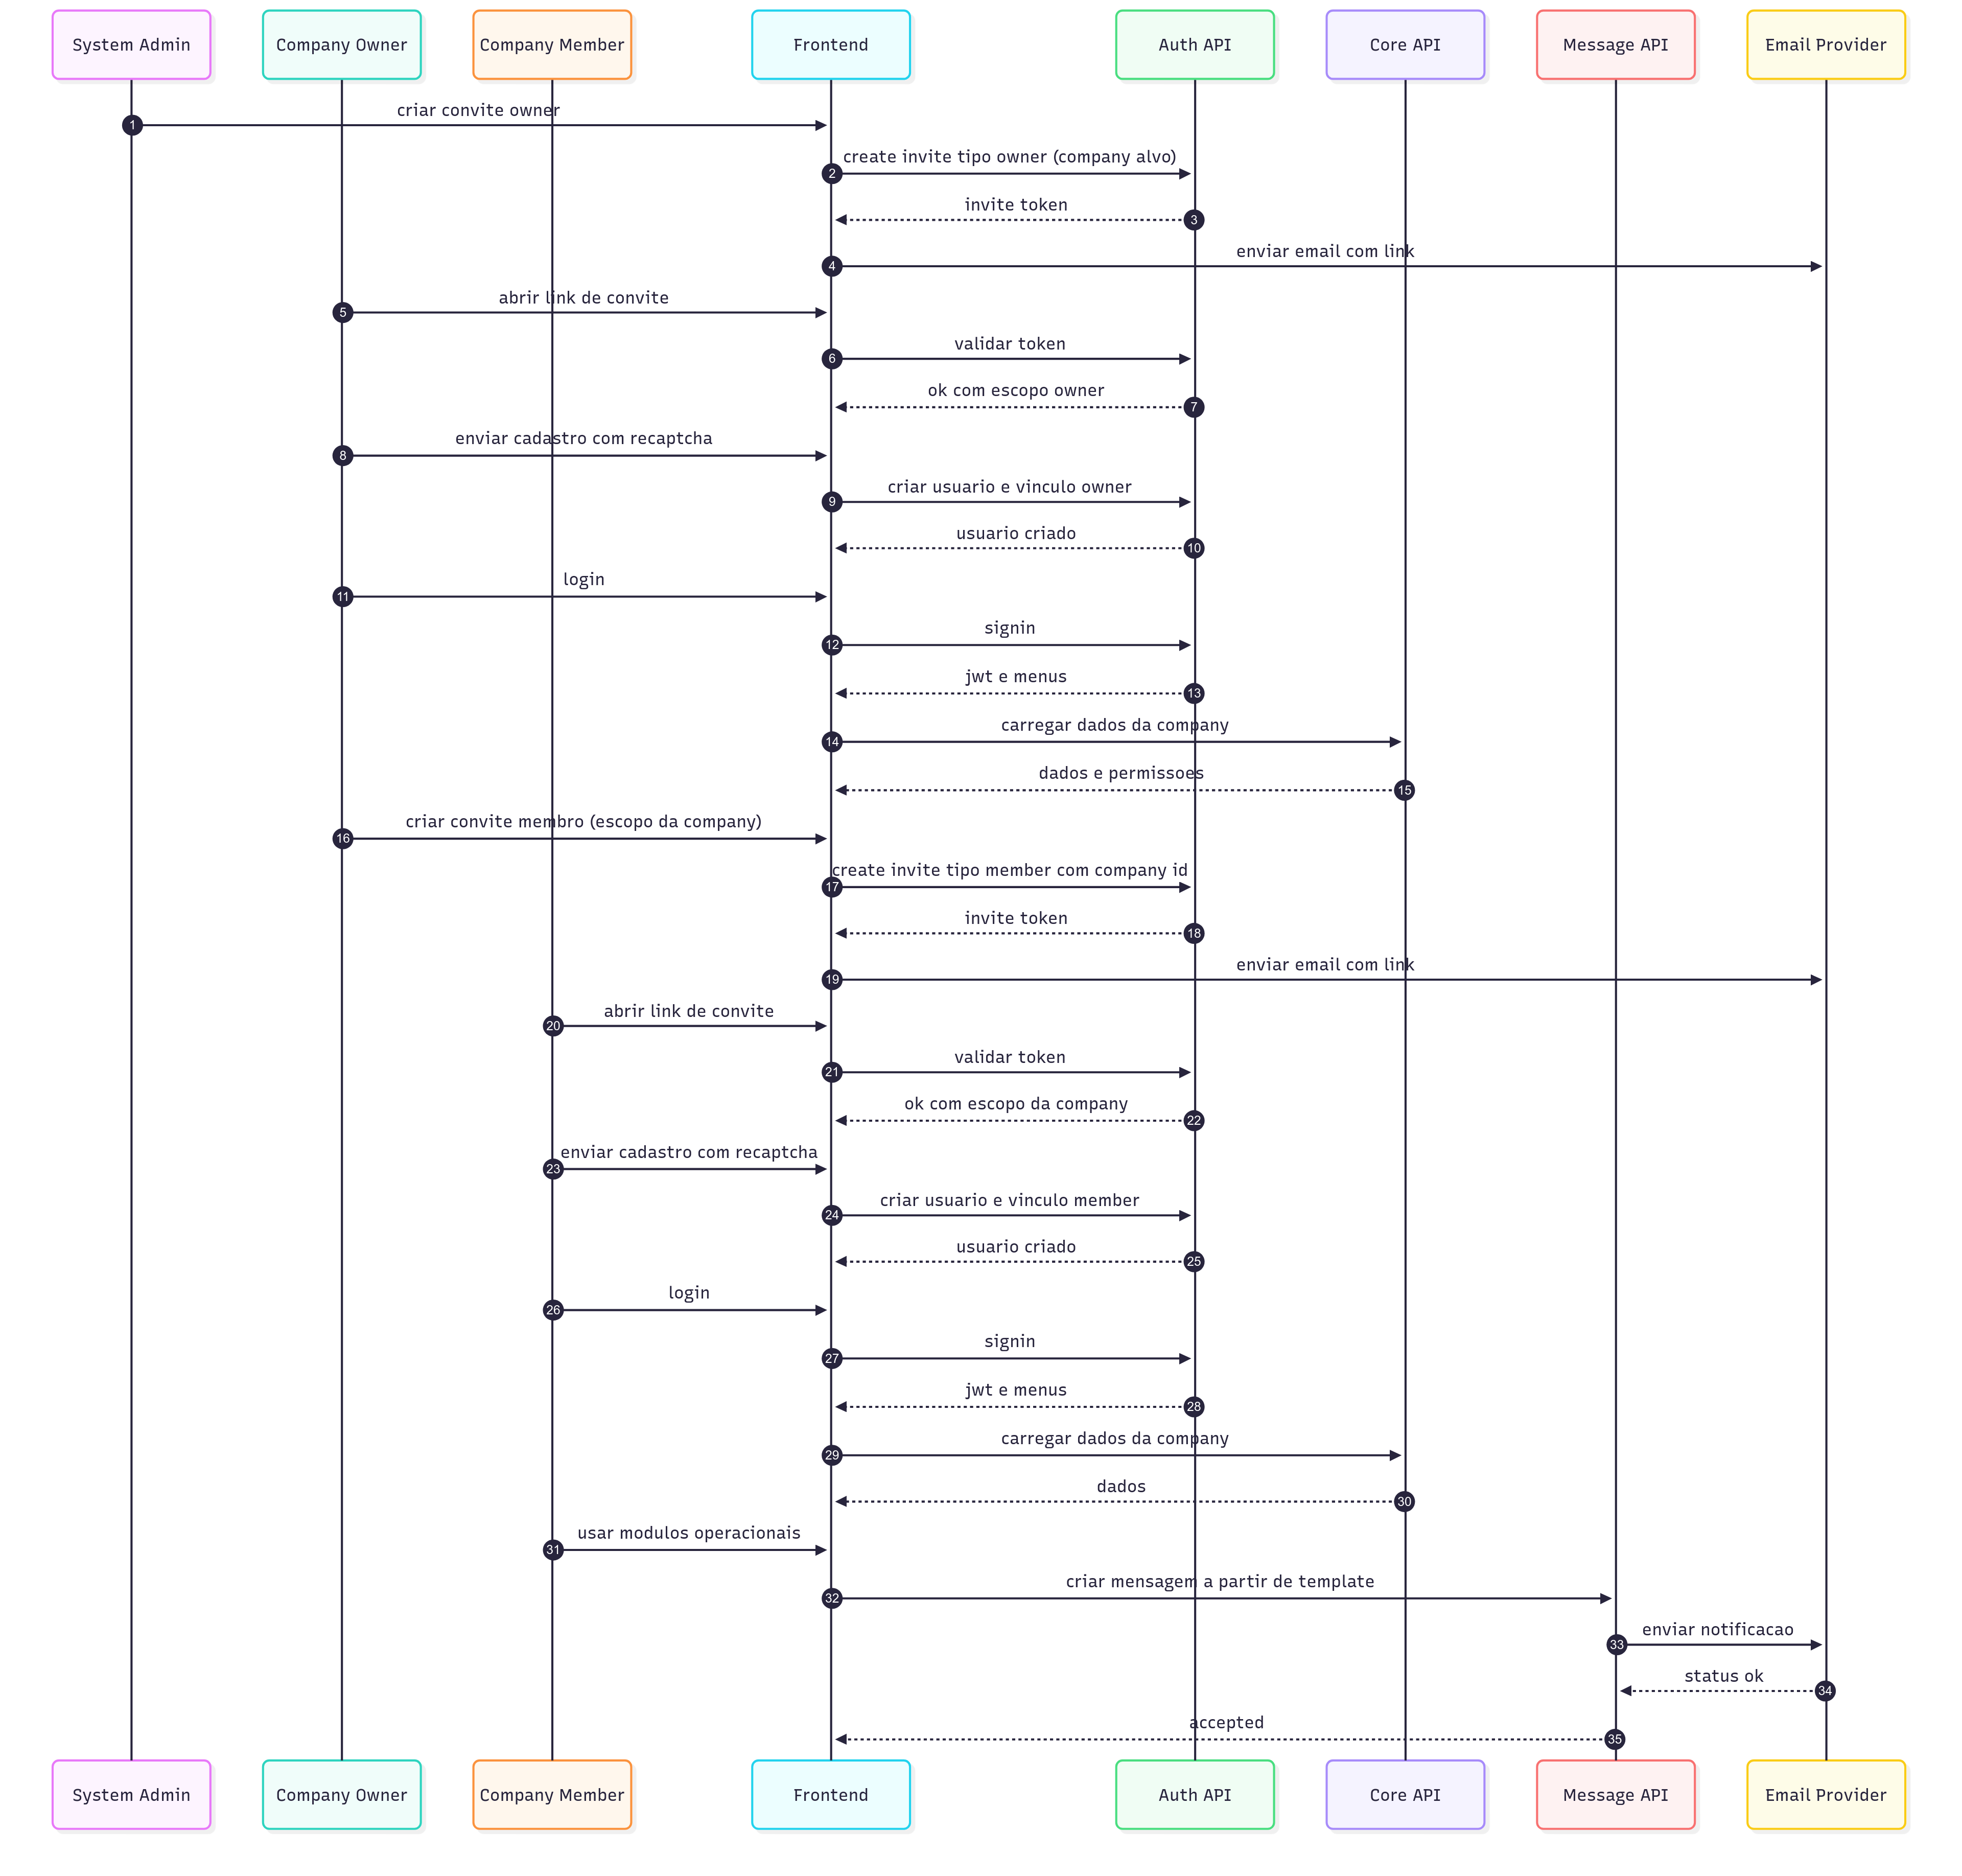 System Admin
Company Owner
Company Member
Frontend
Auth API
Core API
Message API
Email Provider
criar convite owner
1
create invite tipo owner (company alvo)
2
invite token
3
enviar email com link
4
abrir link de convite
5
validar token
6
ok com escopo owner
7
enviar cadastro com recaptcha
8
criar usuario e vinculo owner
9
usuario criado
10
login
11
signin
12
jwt e menus
13
carregar dados da company
14
dados e permissoes
15
criar convite membro (escopo da company)
16
create invite tipo member com company id
17
invite token
18
enviar email com link
19
abrir link de convite
20
validar token
21
ok com escopo da company
22
enviar cadastro com recaptcha
23
criar usuario e vinculo member
24
usuario criado
25
login
26
signin
27
jwt e menus
28
carregar dados da company
29
dados
30
usar modulos operacionais
31
criar mensagem a partir de template
32
enviar notificacao
33
status ok
34
accepted
35
System Admin
Company Owner
Company Member
Frontend
Auth API
Core API
Message API
Email Provider